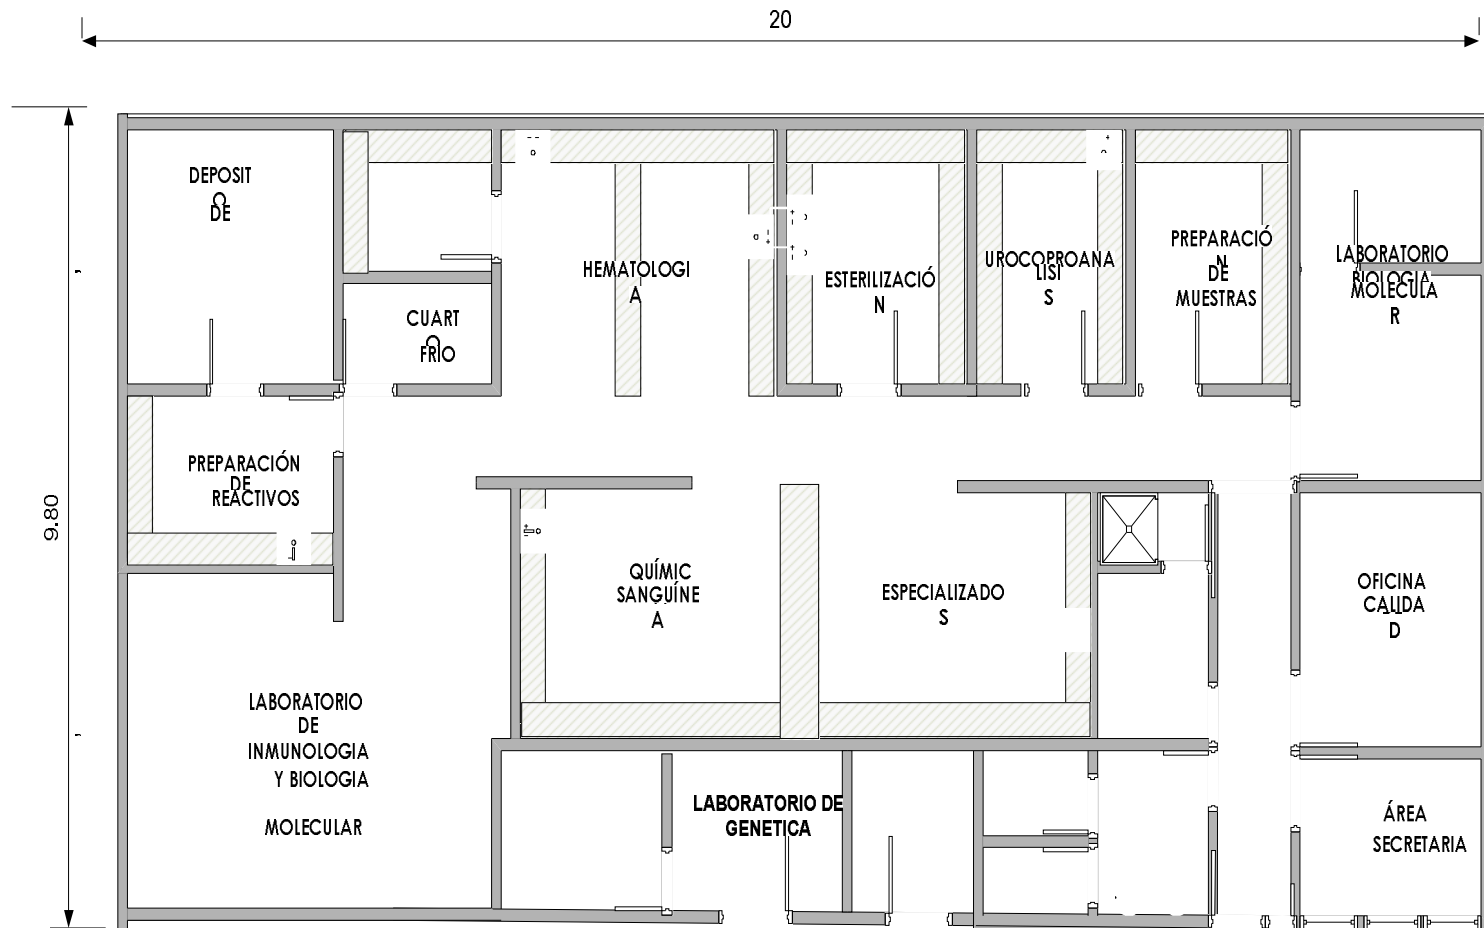 20
9.80
DEPOSIT
O
DE
CUART
O
FRIO
HEMATOLOGI
A
ESTERILIZACIÓ
N
UROCOPROANA
LISI
S
PREPARACIÓ
N
DE
MUESTRAS
LABORATORIO
BIOLOGIA
MOLECULA
R
PREPARACIÓN
DE
REACTIVOS
QUÍMIC
SANGUÍNE
A
ESPECIALIZADO
S
OFICINA
CALIDA
D
LABORATORIO
DE
INMUNOLOGIA
Y BIOLOGIA
MOLECULAR
LABORATORIO DE
GENETICA
ÁREA
SECRETARIA